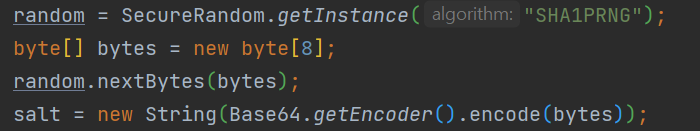 random = SecureRandom.getInstance( algorithm: "SHA1PRNG");
byte[] bytes = new byte[8];
random.nextBytes(bytes);
salt = new String(Base64.getEncoder().encode(bytes));